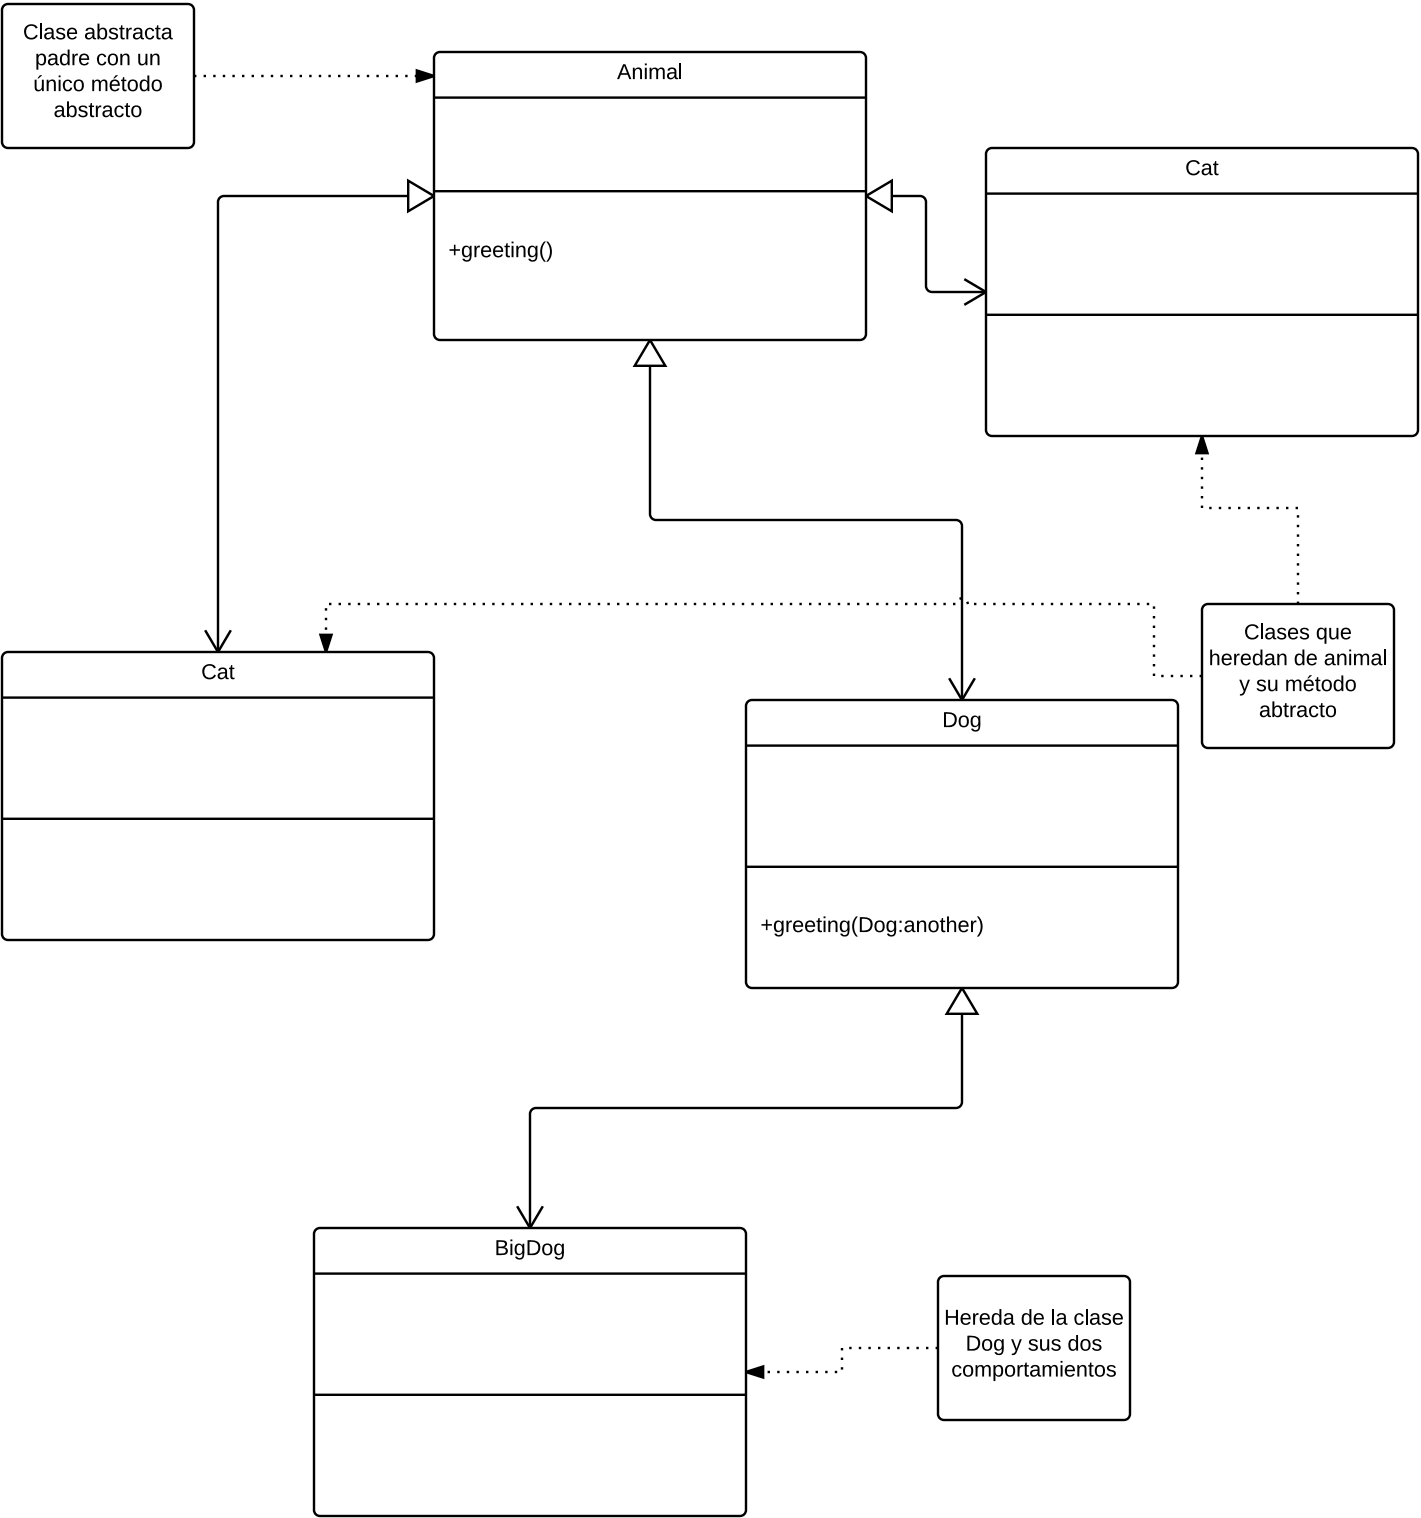 Clase abstracta
padre con un
único método
abstracto
Animal
+greeting()
Cat
Cat
Clases que
heredan de animal
y su método
abtracto
Dog
+greeting(Dog:another)
BigDog
Hereda de la clase
Dog y sus dos
comportamientos